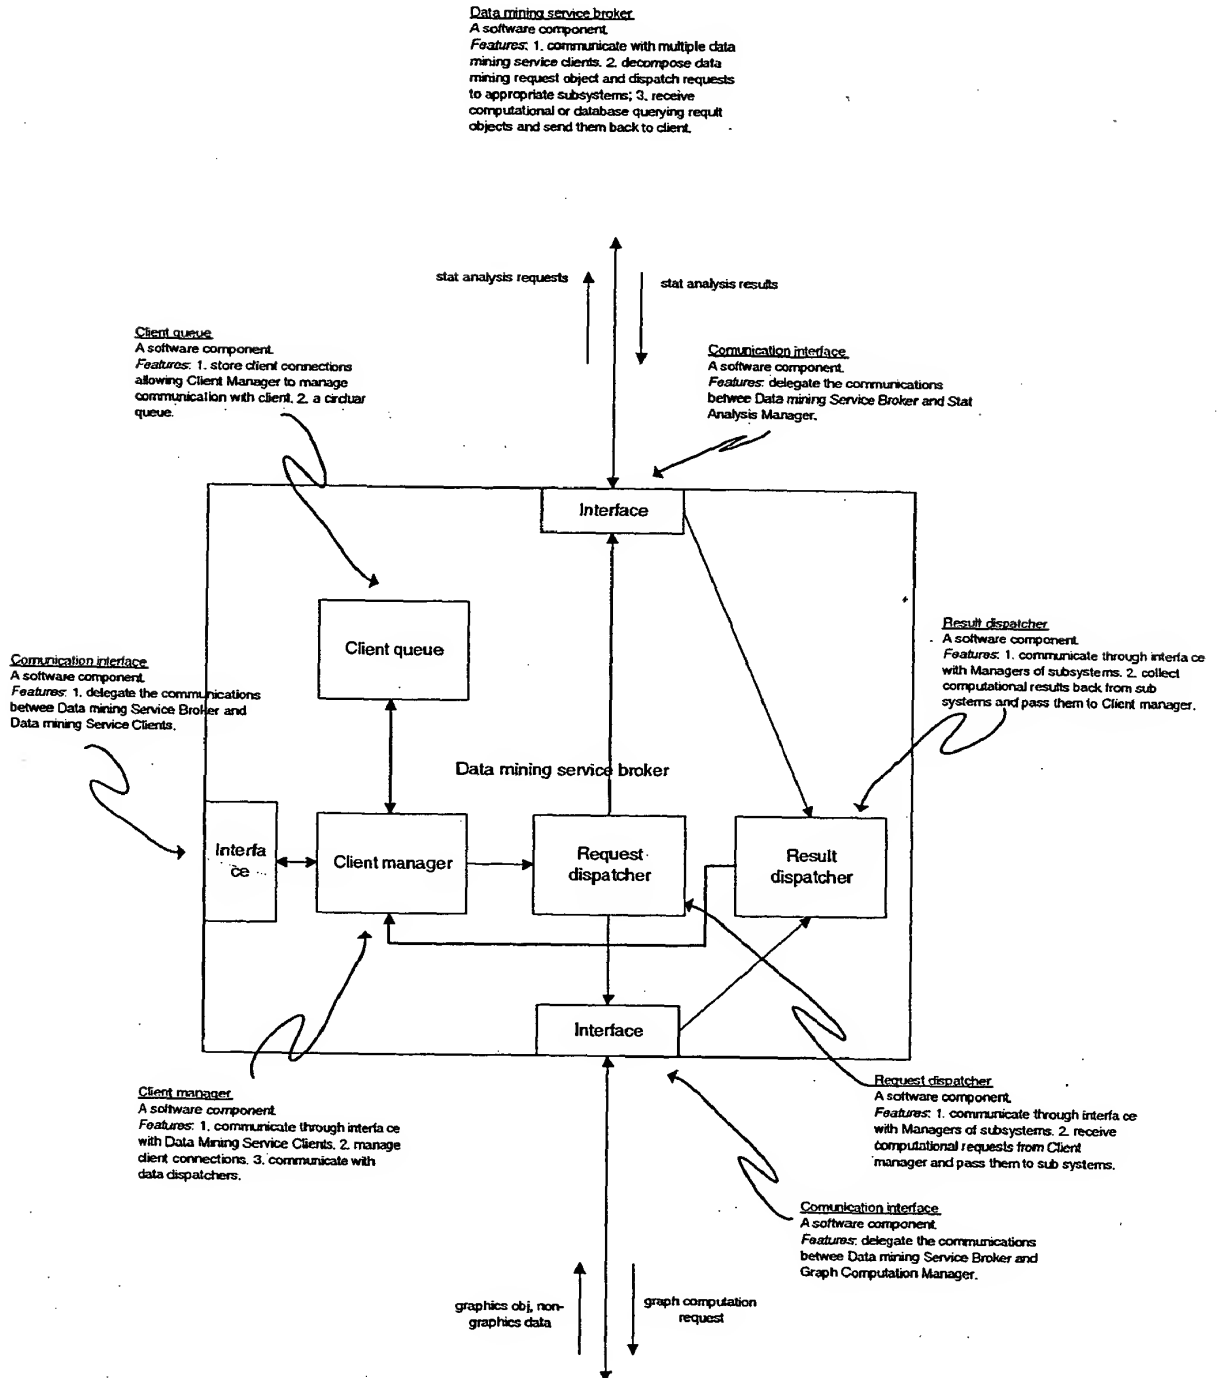 Data mining service broker
A software component.
Features: 1. communicate with multiple data
mining service clients. 2. decompose data
mining request object and dispatch requests
to appropriate subsystems; 3. receive
computational or database querying reqult
objects and send them back to client.
stat analysis requests
stat analysis results
Client queue
A software component.
Features: 1. store client connections
allowing Client Manager to manage
communication with client. 2. a circluar
queue.
Comunication interface
A software component.
Features: delegate the communications
betwee Data mining Service Broker and Stat
Analysis Manager.
Interface
Client queue
Result dispatcher
A software component.
Features: 1. communicate through interface
with Managers of subsystems. 2. collect
computational results back from sub
systems and pass them to Client manager.
Comunication interface
A software component.
Features: 1. delegate the communications
betwee Data mining Service Broker and
Data mining Service Clients.
Data mining service broker
Interfa
ce
Client manager
Request
dispatcher
Result
dispatcher
Interface
Client manager
A software component.
Features: 1. communicate through interface
with Data Mining Service Clients. 2. manage
client connections. 3. communicate with
data dispatchers.
Request dispatcher
A software component.
Features: 1. communicate through interface
with Managers of subsystems. 2. receive
computational requests from Client
manager and pass them to sub systems.
Comunication interface
A software component.
Features: delegate the communications
betwee Data mining Service Broker and
Graph Computation Manager.
graphics obj, non-
graphics data
graph computation
request